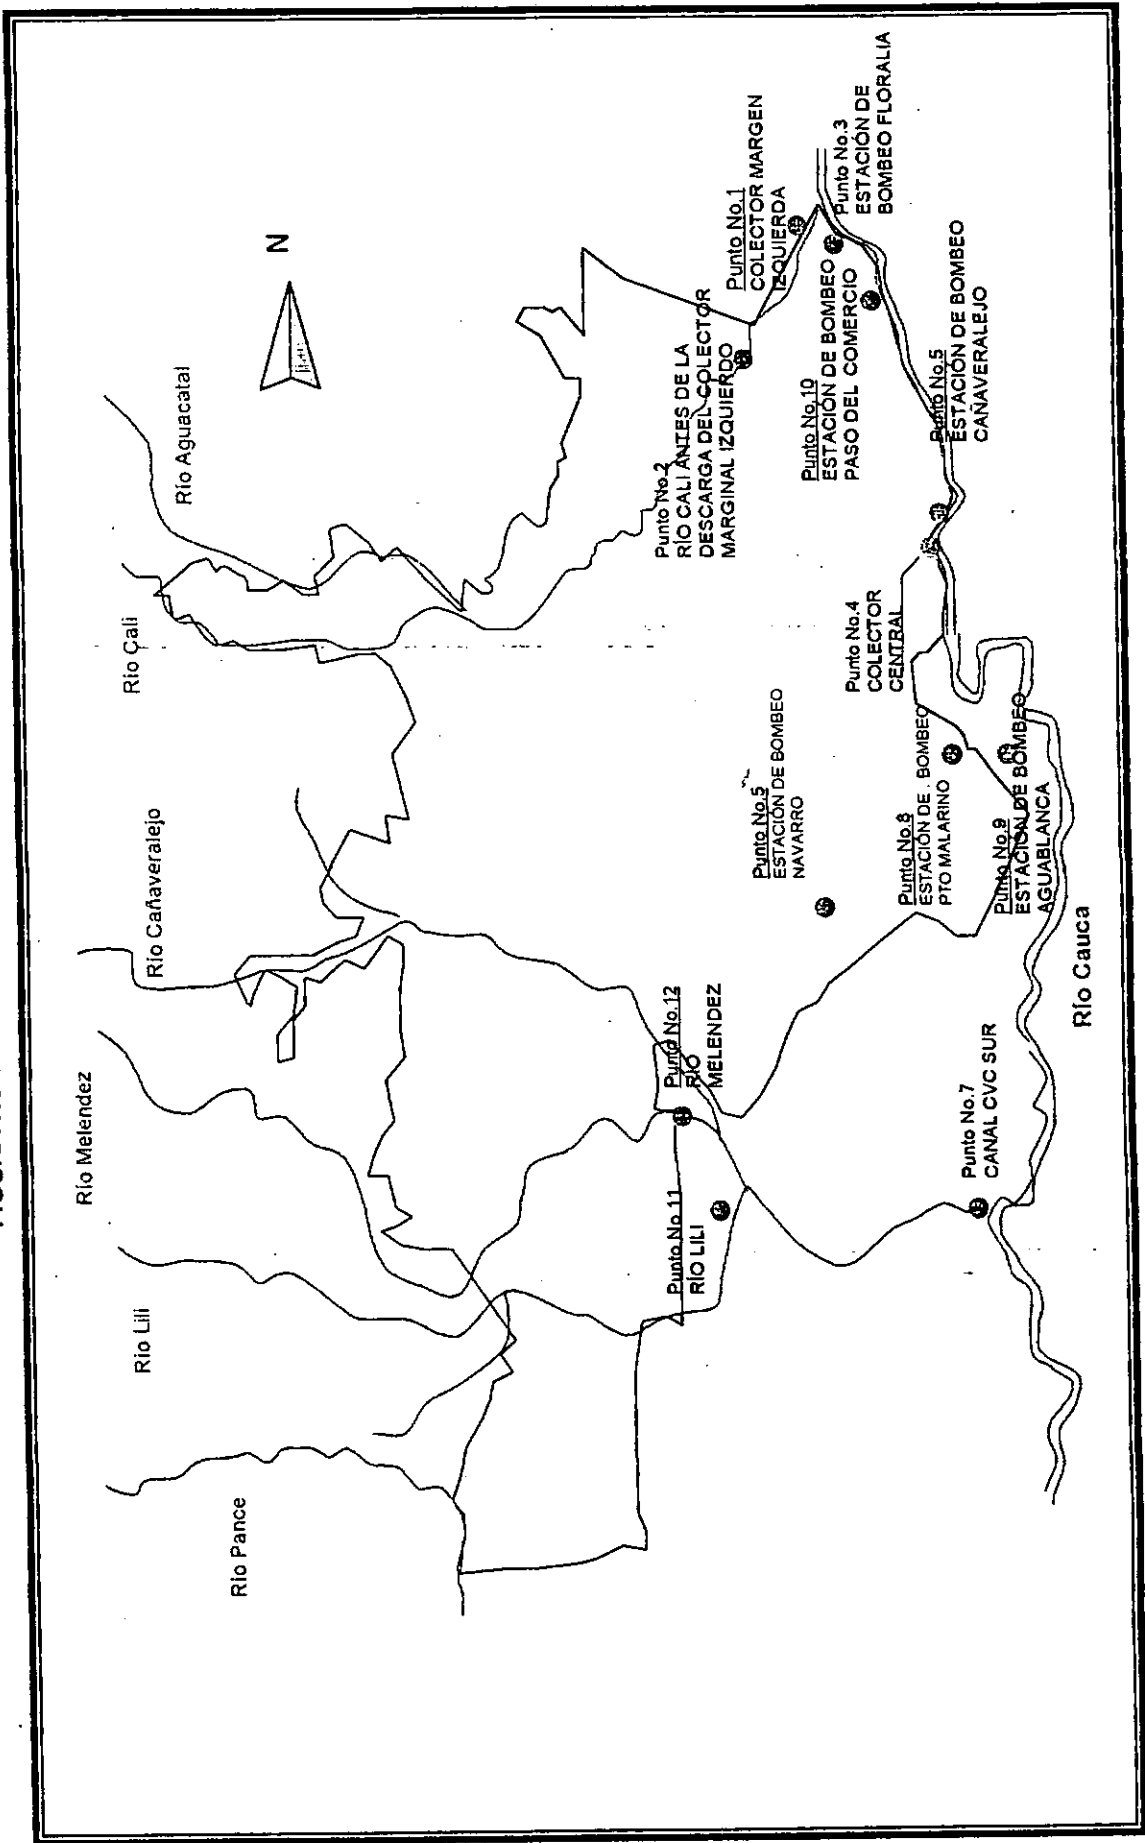 N
Río Aguacatal
Río Cali
Río Cañaveralejo
Río Melendez
Río Lili
Río Pance
Punto No.1
COLECTOR MARGEN
IZQUIERDA
Punto No.2
RÍO CALI ANTES DE LA
DESCARGA DEL COLECTOR
MARGINAL IZQUIERDO
Punto No.3
ESTACIÓN DE
BOMBEO FLORALIA
Punto No.10
ESTACIÓN DE BOMBEO
PASO DEL COMERCIO
Punto No.5
ESTACIÓN DE BOMBEO
CAÑAVERALEJO
Punto No.4
COLECTOR
CENTRAL
Punto No.5
ESTACIÓN DE BOMBEO
NAVARRO
Punto No.8
ESTACIÓN DE . BOMBEO
PTO MALARINO
Punto No.9
ESTACIÓN DE BOMBEO
AGUABLANCA
Punto No.12
RÍO
MELENDEZ
Punto No 11
RÍO LILI
Punto No.7
CANAL CVC SUR
Río Cauca